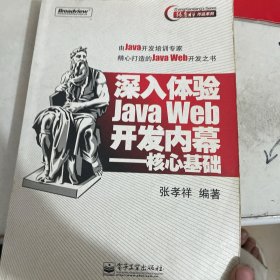 Broadview
由Java开发培训专家
精心打造的Java Web开发之书
深入体验
Java Web
开发内幕
——核心基础
张孝祥 编著
电子工业出版社